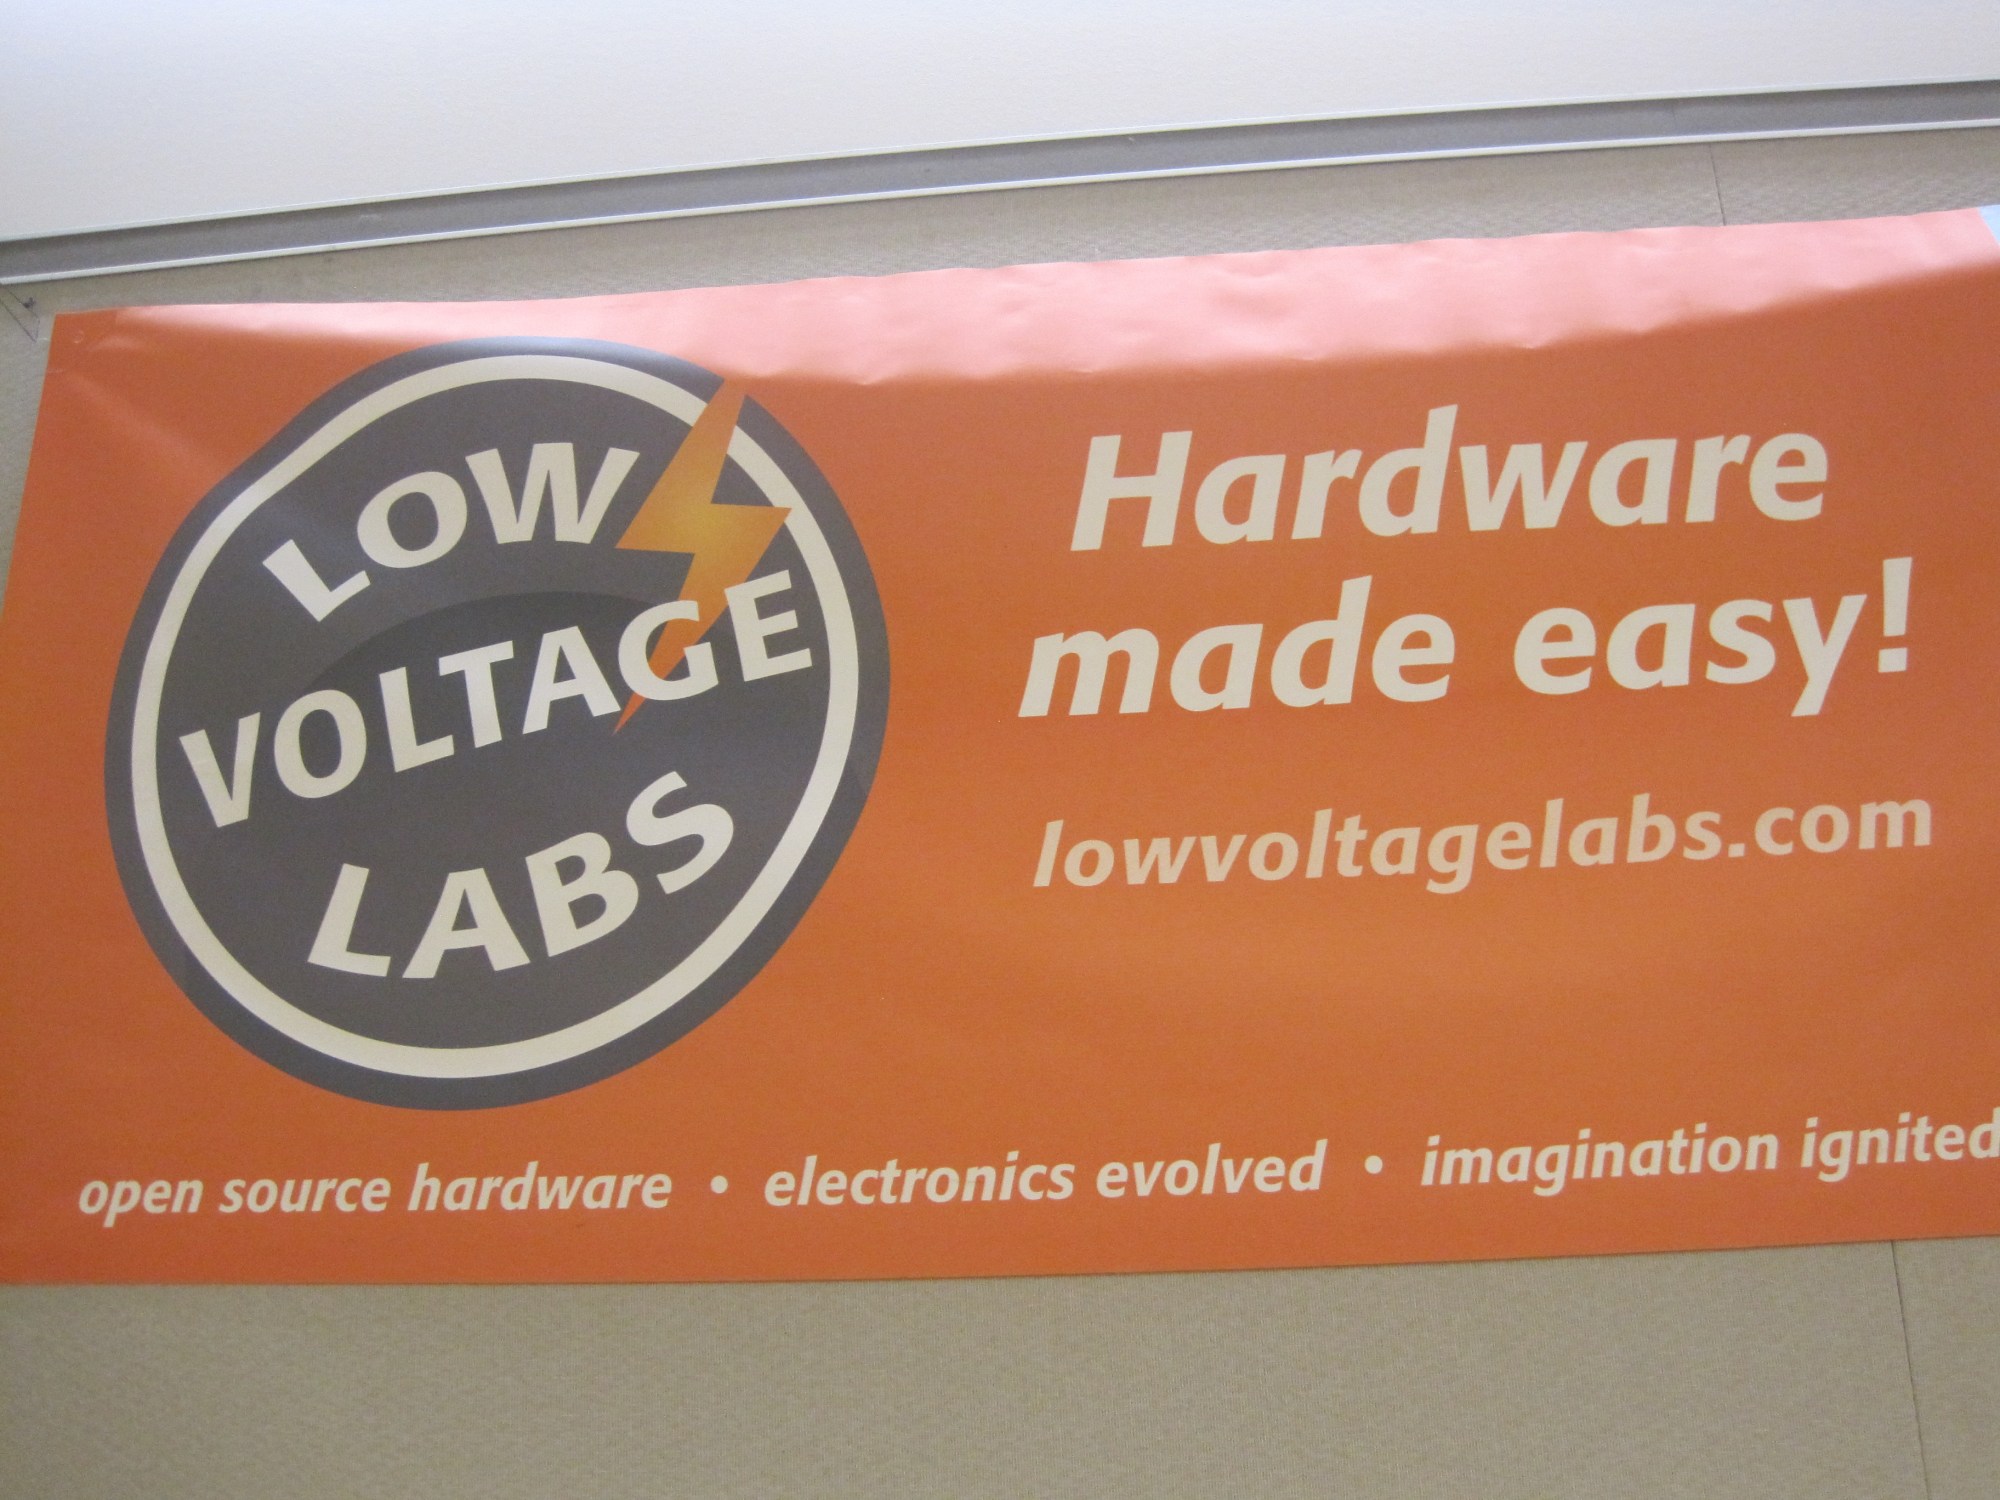 LOW
VOLTAGE
LABS
Hardware
made easy!
lowvoltagelabs.com
open source hardware • electronics evolved • imagination ignited